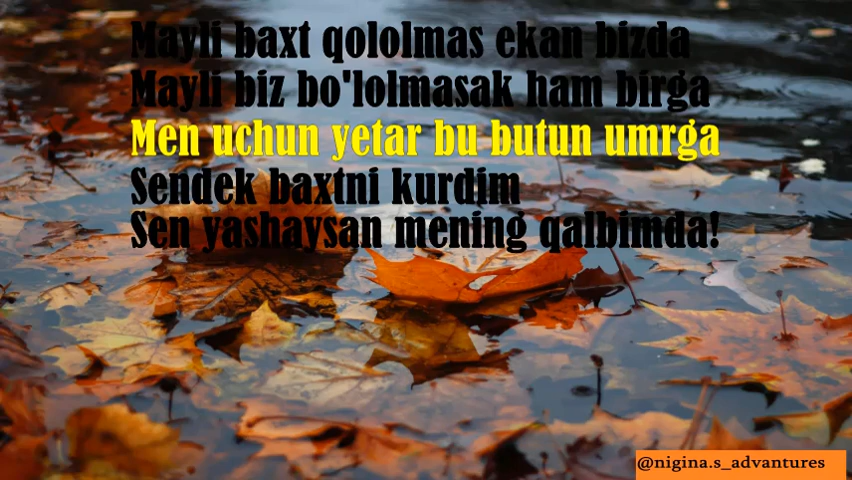 Mayli baxt qololmas ekan bizda
Mayli biz bo'lolmasak ham birga
Men uchun yetar bu butun umrga
Sendek baxtni kurdim
Sen yashaysan mening qalbimda!
@nigina.s_advantures